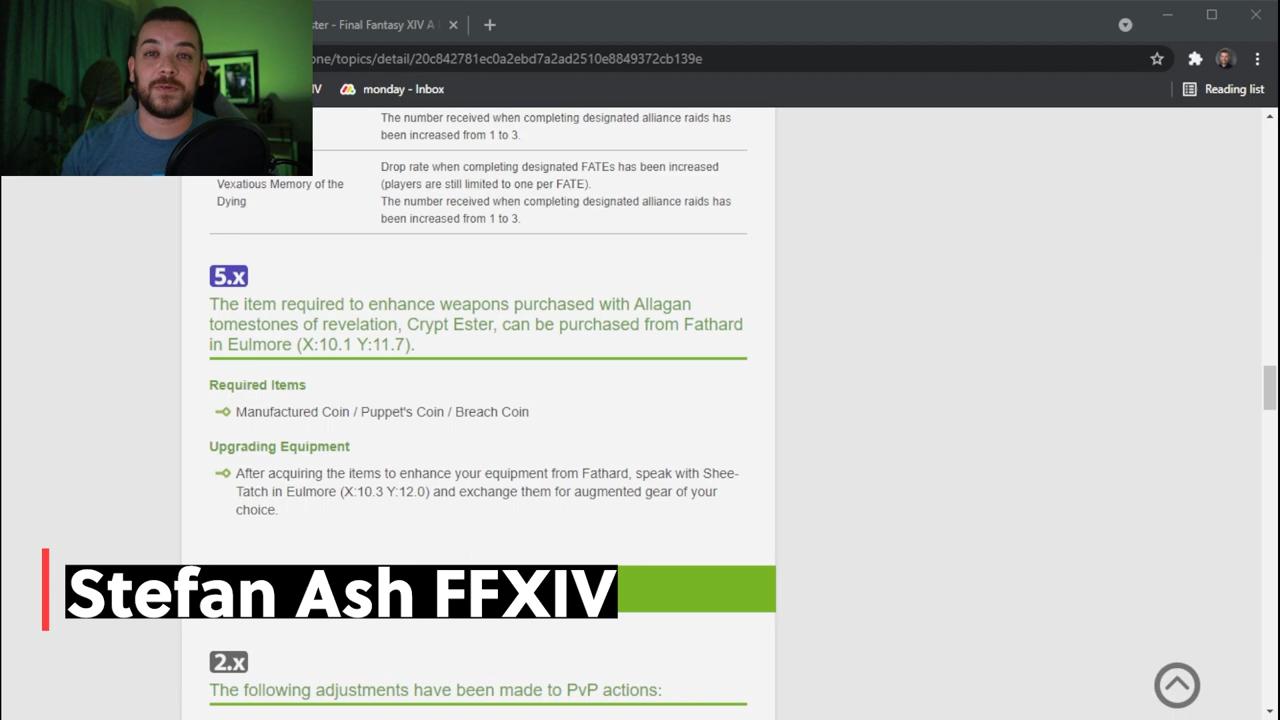 ster - Final Fantasy XIV A
one/topics/detail/20c842781ec0a2ebd7a2ad2510e8849372cb139e
IV
monday - Inbox
Reading list
The number received when completing designated alliance raids has
been increased from 1 to 3.
Vexatious Memory of the
Dying
Drop rate when completing designated FATEs has been increased
(players are still limited to one per FATE).
The number received when completing designated alliance raids has
been increased from 1 to 3.
5.x
The item required to enhance weapons purchased with Allagan
tomestones of revelation, Crypt Ester, can be purchased from Fathard
in Eulmore (X:10.1 Y:11.7).
Required Items
Manufactured Coin / Puppet's Coin / Breach Coin
Upgrading Equipment
After acquiring the items to enhance your equipment from Fathard, speak with Shee-
Tatch in Eulmore (X:10.3 Y:12.0) and exchange them for augmented gear of your
choice.
Stefan Ash FFXIV
2.x
The following adjustments have been made to PvP actions: